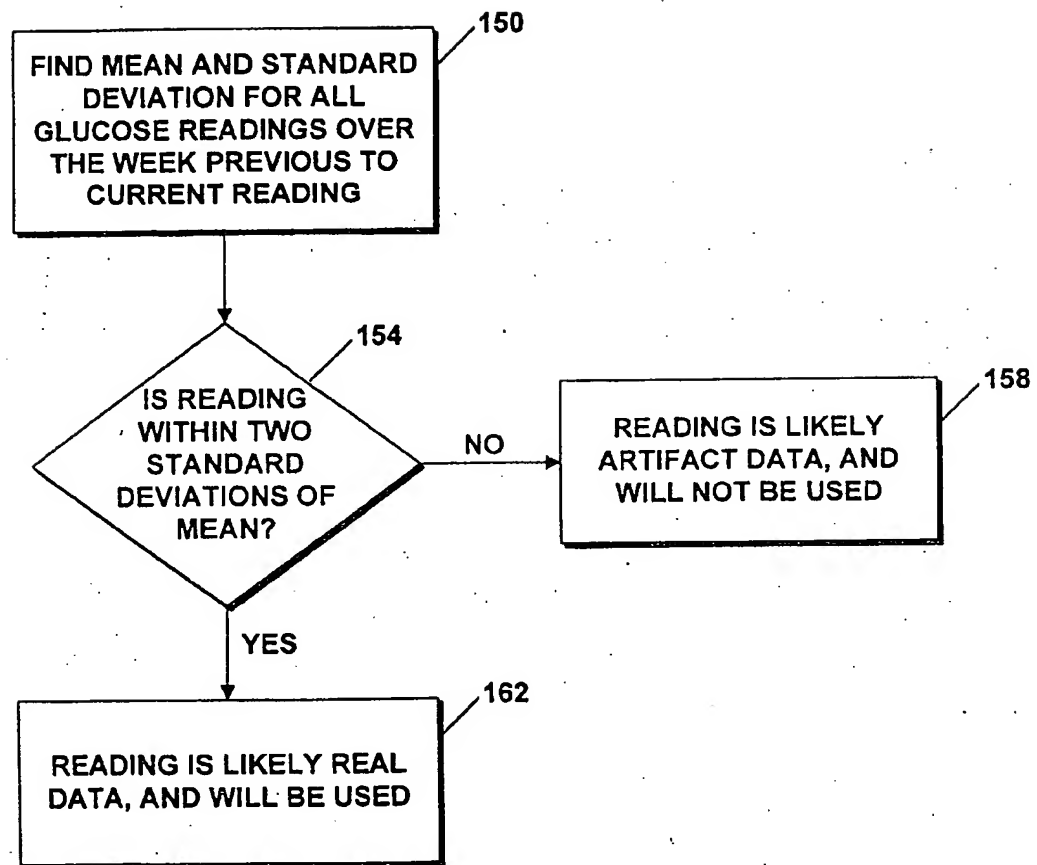 150
FIND MEAN AND STANDARD
DEVIATION FOR ALL
GLUCOSE READINGS OVER
THE WEEK PREVIOUS TO
CURRENT READING
154
IS READING
WITHIN TWO
STANDARD
DEVIATIONS OF
MEAN?
NO
158
READING IS LIKELY
ARTIFACT DATA, AND
WILL NOT BE USED
YES
162
READING IS LIKELY REAL
DATA, AND WILL BE USED